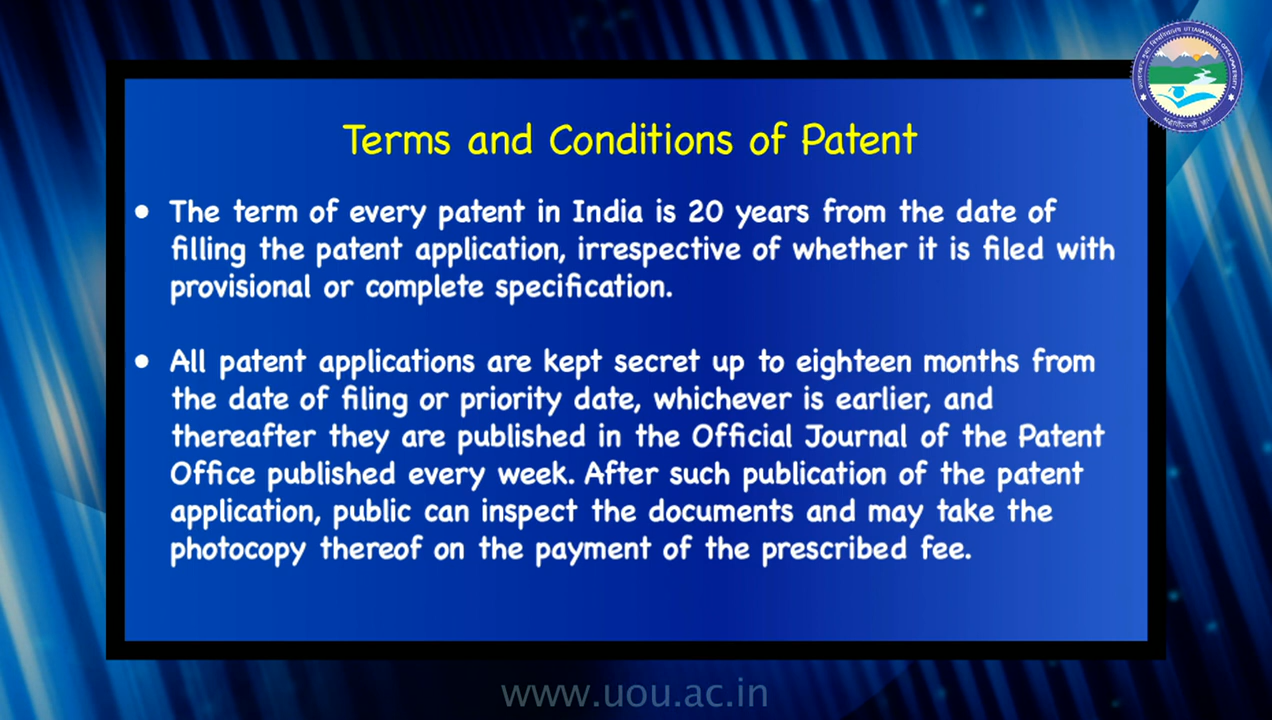 Terms and Conditions of Patent
• The term of every patent in India is 20 years from the date of
filling the patent application, irrespective of whether it is filed with
provisional or complete specification.
• All patent applications are kept secret up to eighteen months from
the date of filing or priority date, whichever is earlier, and
thereafter they are published in the Official Journal of the Patent
Office published every week. After such publication of the patent
application, public can inspect the documents and may take the
photocopy thereof on the payment of the prescribed fee.
UTTARAKHAND OPEN UNIVERSITY
www.uou.ac.in